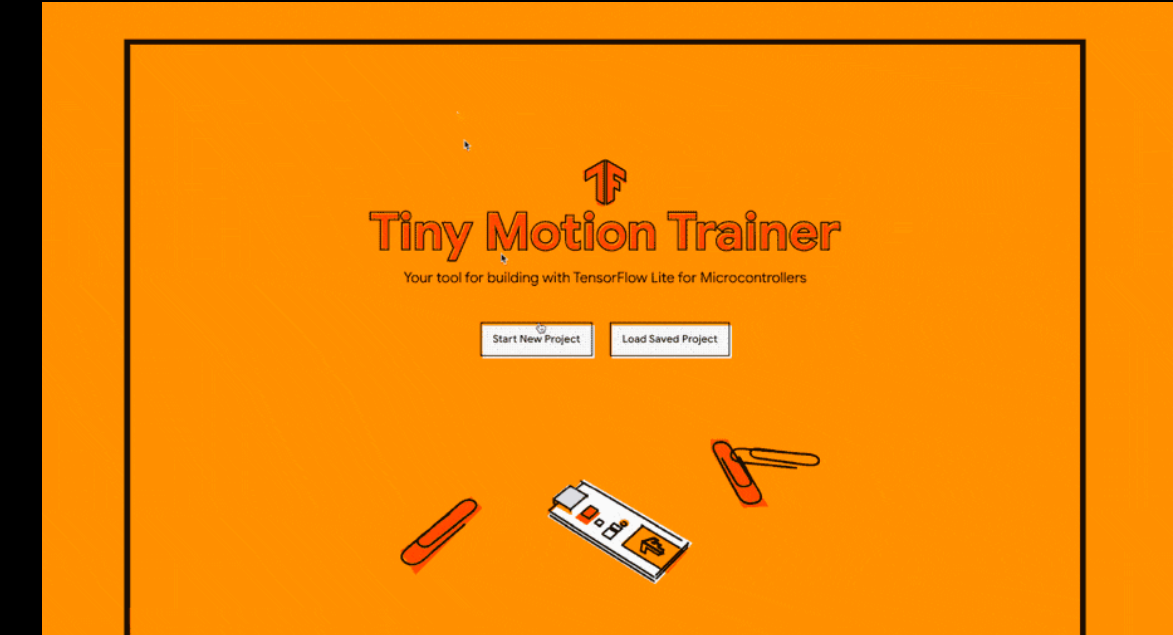 Tiny Motion Trainer
Your tool for building with TensorFlow Lite for Microcontrollers
Start New Project
Load Saved Project